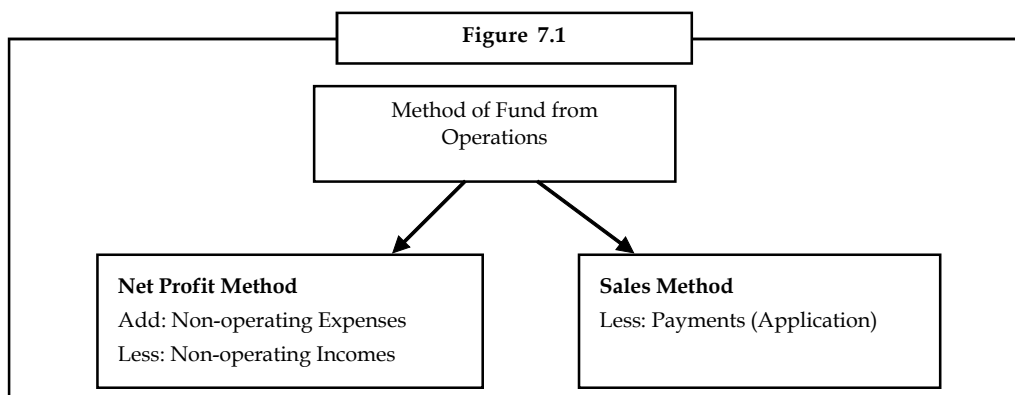 Figure 7.1
Method of Fund from
Operations
Net Profit Method
Add: Non-operating Expenses
Less: Non-operating Incomes
Sales Method
Less: Payments (Application)